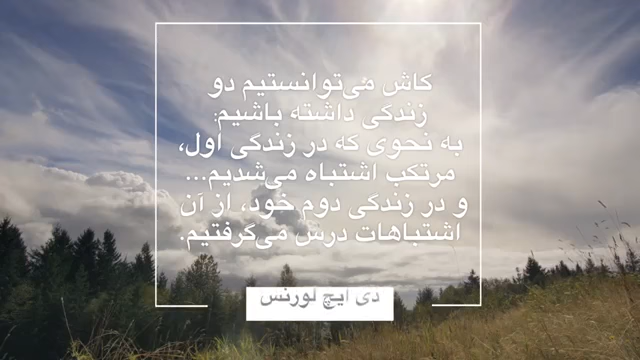 کاش می‌توانستیم دو
زندگی داشته باشیم:
به نحوی که در زندگی اول،
مرتکب اشتباه می‌شدیم...
و در زندگی دوم خود، از آن
اشتباهات درس می‌گرفتیم.
دی ایچ لورنس